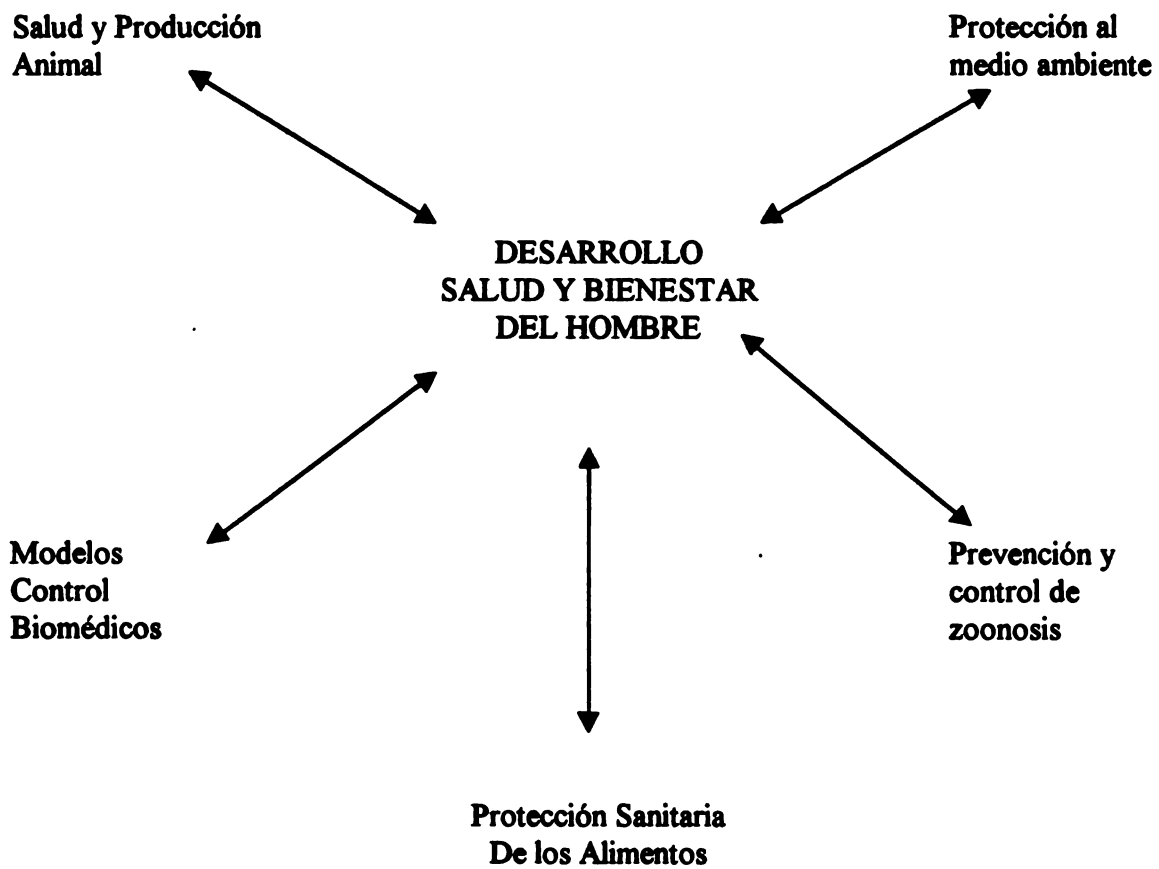 Salud y Producción
Animal
Protección al
medio ambiente
DESARROLLO
SALUD Y BIENESTAR
DEL HOMBRE
Modelos
Control
Biomédicos
Prevención y
control de
zoonosis
Protección Sanitaria
De los Alimentos